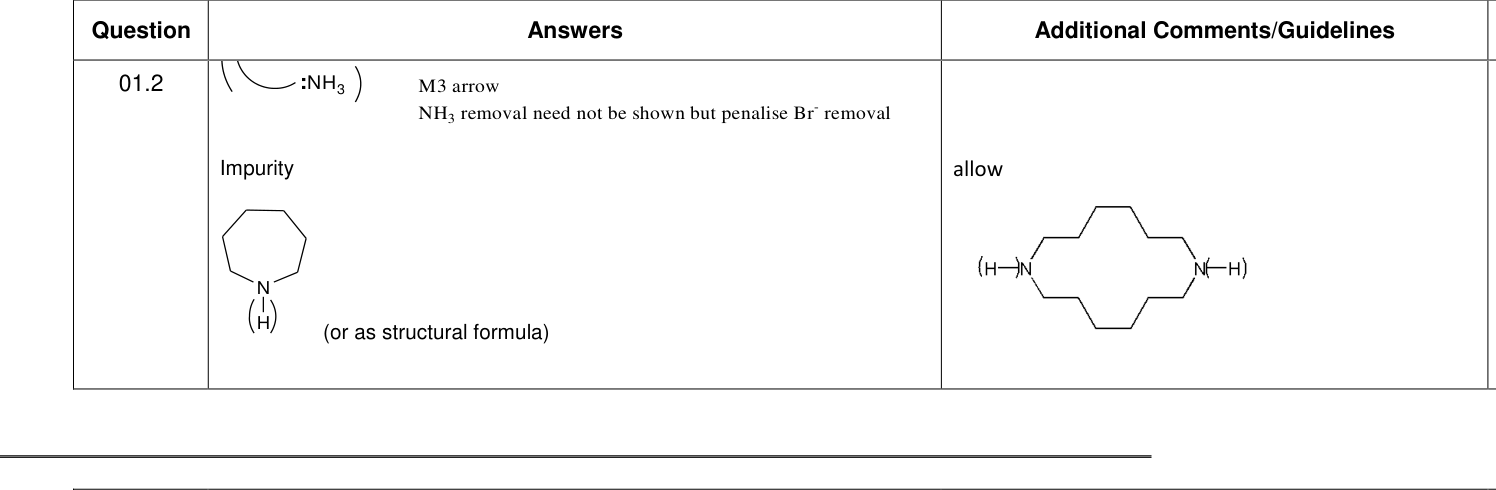 Question Answers Additional Comments/Guidelines
01.2
( :NH₃ ) M3 arrow
NH₃ removal need not be shown but penalise Br⁻ removal
Impurity allow
N
(H)
(H—)N N(—H)
(or as structural formula)